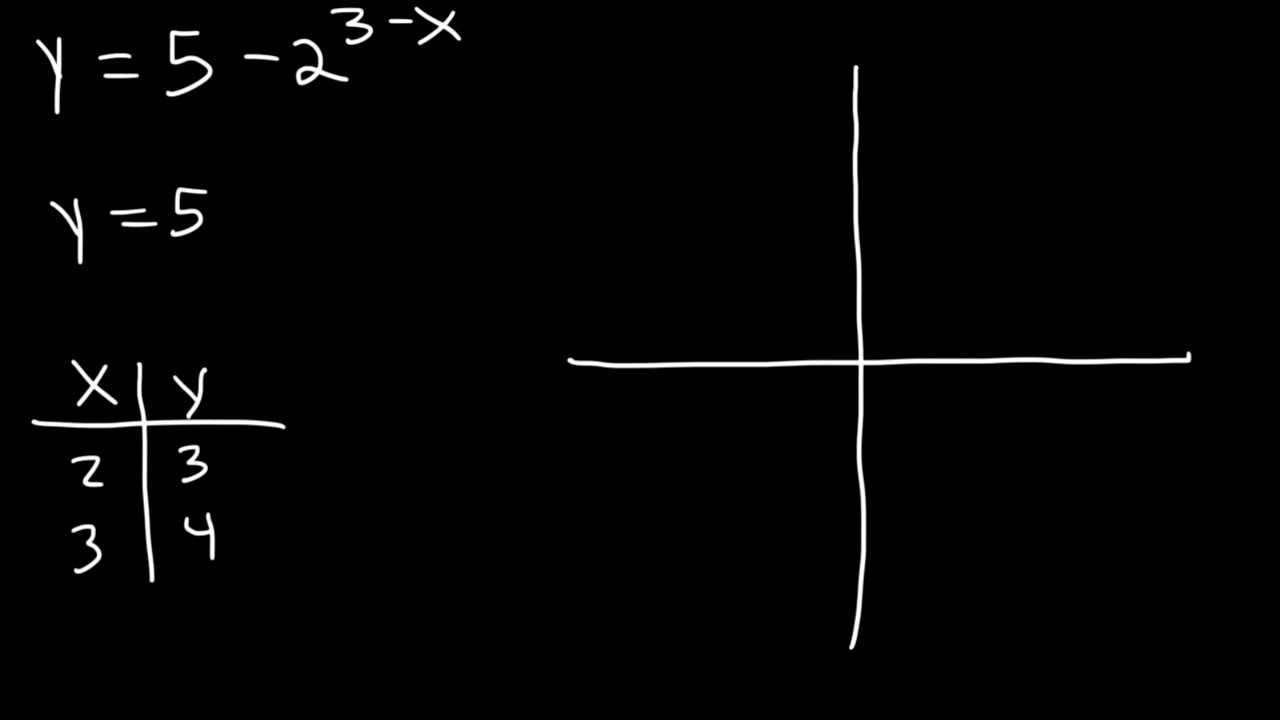 y = 5 - 2^{3-x}
y = 5
x | y
2 | 3
3 | 4